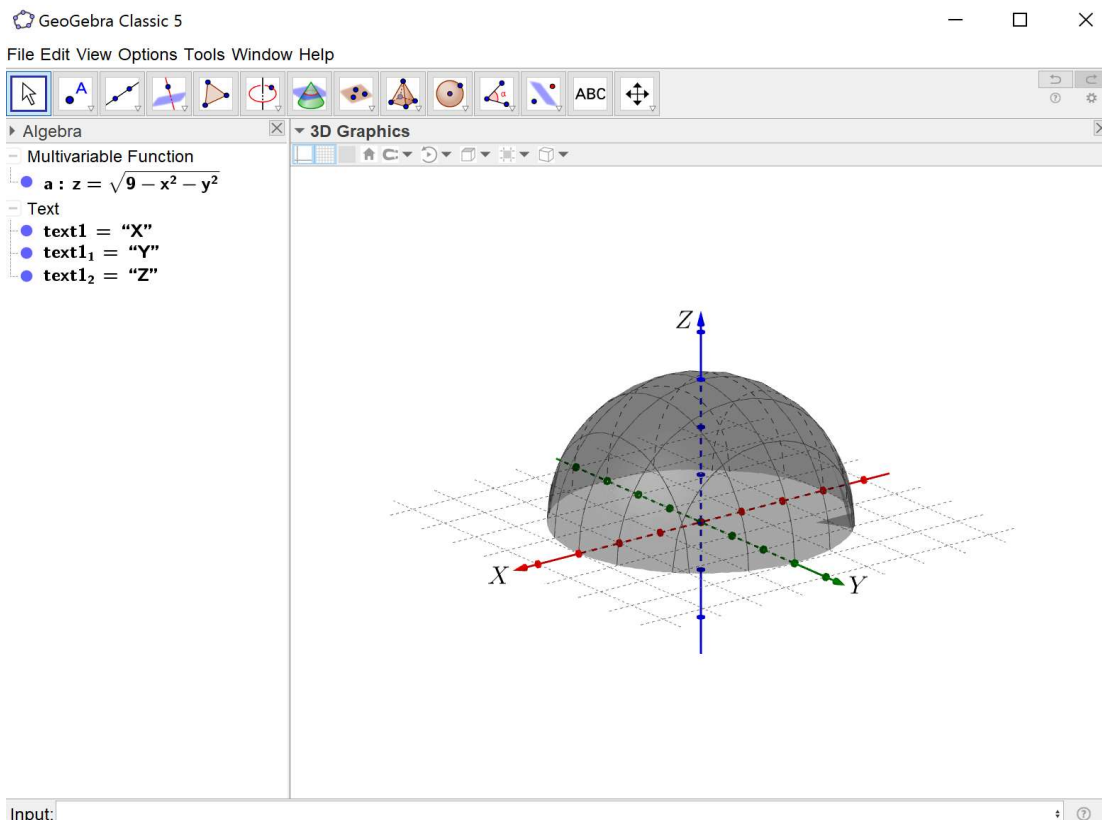 GeoGebra Classic 5
File Edit View Options Tools Window Help
A
α
ABC
Algebra
3D Graphics
Multivariable Function
a : z = √(9 − x² − y²)
Text
text1 = “X”
text1₁ = “Y”
text1₂ = “Z”
Z
X
Y
Input: